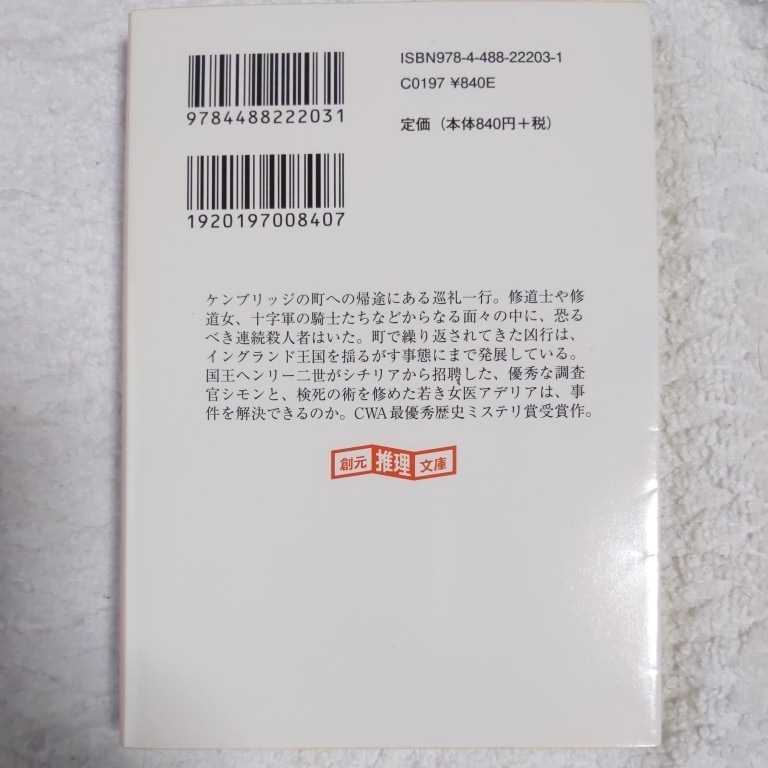 ISBN978-4-488-22203-1
C0197 ¥840E
9784488222031
定価（本体840円＋税）
1920197008407
ケンブリッジの町への帰途にある巡礼一行。修道士や修
道女、十字軍の騎士たちなどからなる面々の中に、恐る
べき連続殺人者はいた。町で繰り返されてきた凶行は、
イングランド王国を揺るがす事態にまで発展している。
国王ヘンリー二世がシチリアから招聘した、優秀な調査
官シモンと、検死の術を修めた若き女医アデリアは、事
件を解決できるのか。CWA最優秀歴史ミステリ賞受賞作。
創元推理文庫